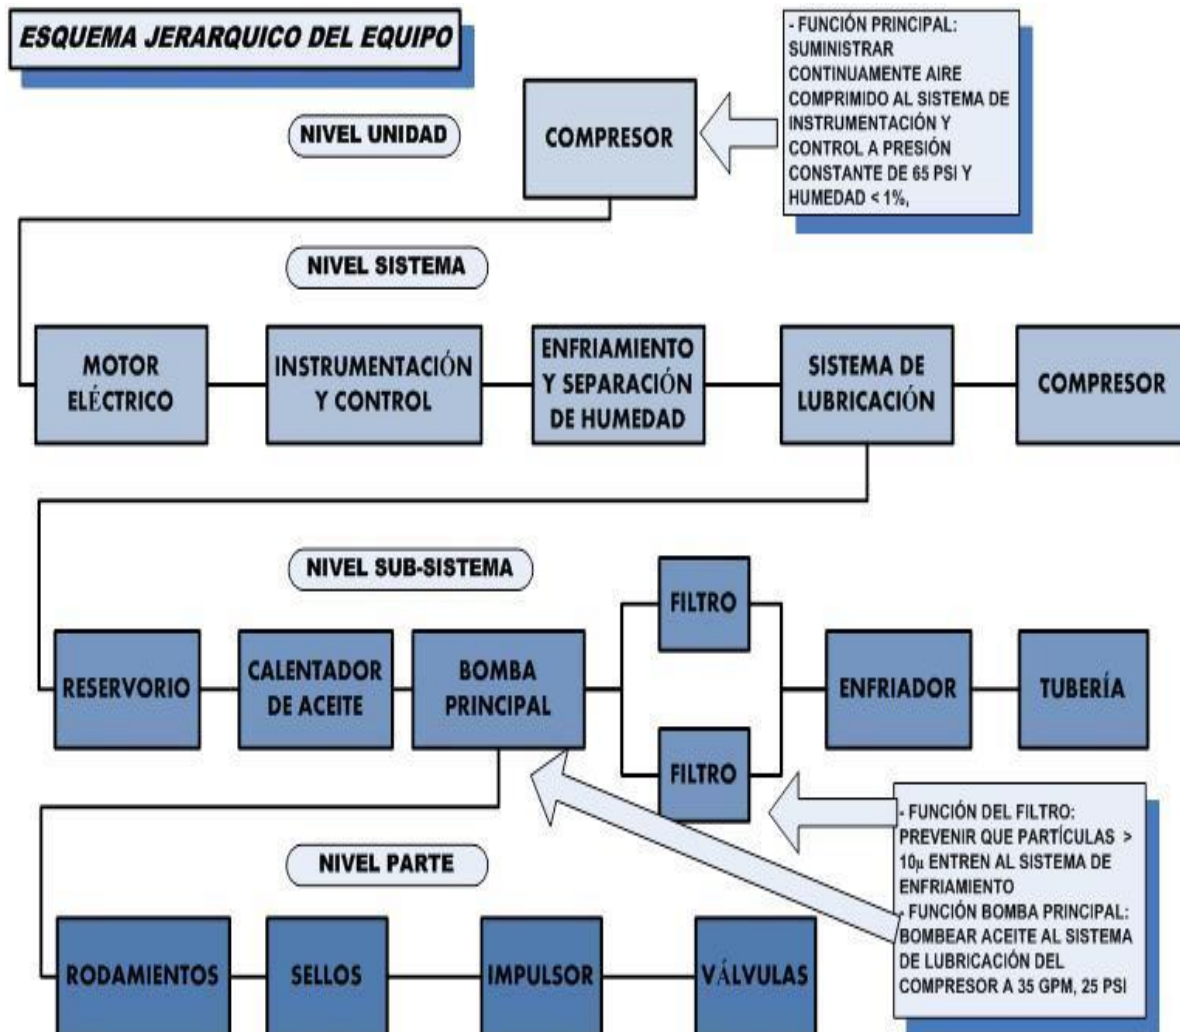 ESQUEMA JERARQUICO DEL EQUIPO
- FUNCIÓN PRINCIPAL:
SUMINISTRAR
CONTINUAMENTE AIRE
COMPRIMIDO AL SISTEMA DE
INSTRUMENTACIÓN Y
CONTROL A PRESIÓN
CONSTANTE DE 65 PSI Y
HUMEDAD < 1%,
NIVEL UNIDAD
COMPRESOR
NIVEL SISTEMA
MOTOR
ELÉCTRICO
INSTRUMENTACIÓN
Y CONTROL
ENFRIAMIENTO
Y SEPARACIÓN
DE HUMEDAD
SISTEMA DE
LUBRICACIÓN
COMPRESOR
NIVEL SUB-SISTEMA
RESERVORIO
CALENTADOR
DE ACEITE
BOMBA
PRINCIPAL
FILTRO
FILTRO
ENFRIADOR
TUBERÍA
- FUNCIÓN DEL FILTRO:
PREVENIR QUE PARTÍCULAS >
10µ ENTREN AL SISTEMA DE
ENFRIAMIENTO
- FUNCIÓN BOMBA PRINCIPAL:
BOMBEAR ACEITE AL SISTEMA
DE LUBRICACIÓN DEL
COMPRESOR A 35 GPM, 25 PSI
NIVEL PARTE
RODAMIENTOS
SELLOS
IMPULSOR
VÁLVULAS